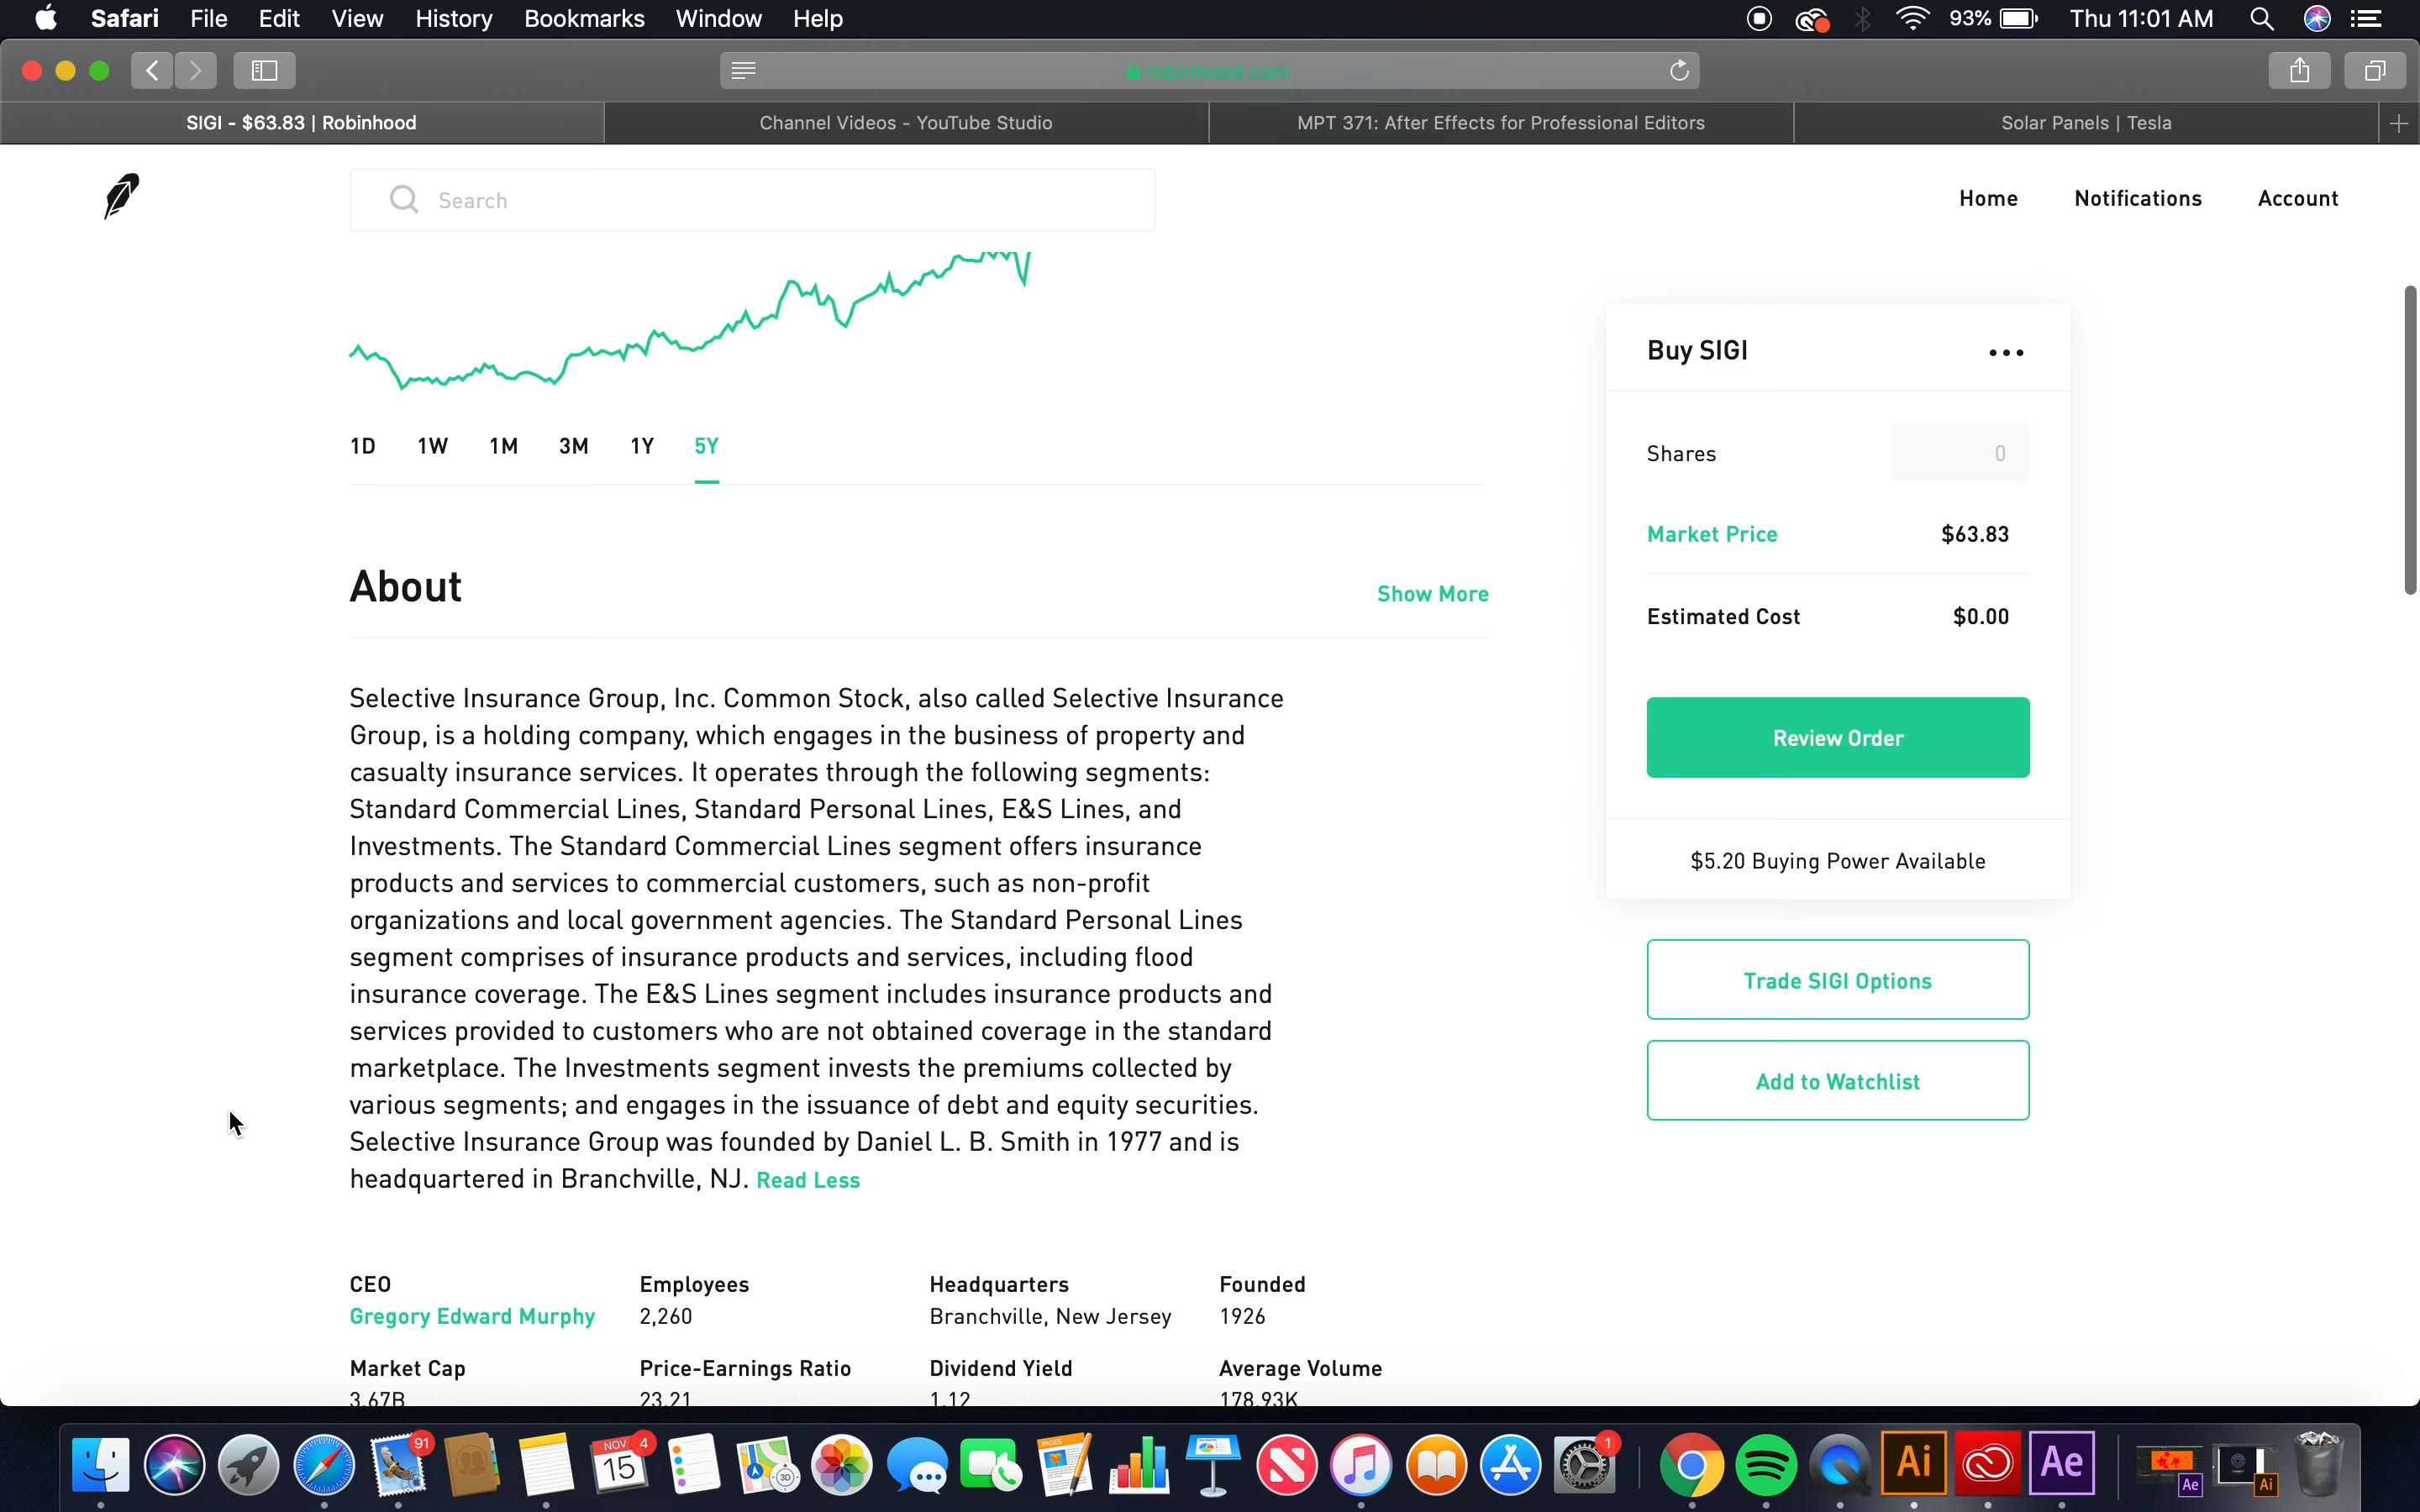 Safari File Edit View History Bookmarks Window Help 93% Thu 11:01 AM
robinhood.com
SIGI - $63.83 | Robinhood Channel Videos - YouTube Studio MPT 371: After Effects for Professional Editors Solar Panels | Tesla
Search Home Notifications Account
1D 1W 1M 3M 1Y 5Y
About Show More
Selective Insurance Group, Inc. Common Stock, also called Selective Insurance
Group, is a holding company, which engages in the business of property and
casualty insurance services. It operates through the following segments:
Standard Commercial Lines, Standard Personal Lines, E&S Lines, and
Investments. The Standard Commercial Lines segment offers insurance
products and services to commercial customers, such as non-profit
organizations and local government agencies. The Standard Personal Lines
segment comprises of insurance products and services, including flood
insurance coverage. The E&S Lines segment includes insurance products and
services provided to customers who are not obtained coverage in the standard
marketplace. The Investments segment invests the premiums collected by
various segments; and engages in the issuance of debt and equity securities.
Selective Insurance Group was founded by Daniel L. B. Smith in 1977 and is
headquartered in Branchville, NJ. Read Less
CEO Employees Headquarters Founded
Gregory Edward Murphy 2,260 Branchville, New Jersey 1926
Market Cap Price-Earnings Ratio Dividend Yield Average Volume
3.67B 23.21 1.12 178.93K
Buy SIGI
Shares 0
Market Price $63.83
Estimated Cost $0.00
Review Order
$5.20 Buying Power Available
Trade SIGI Options
Add to Watchlist
91 NOV 15 4 3D PAGES 1 Ai Ae Ae Ai